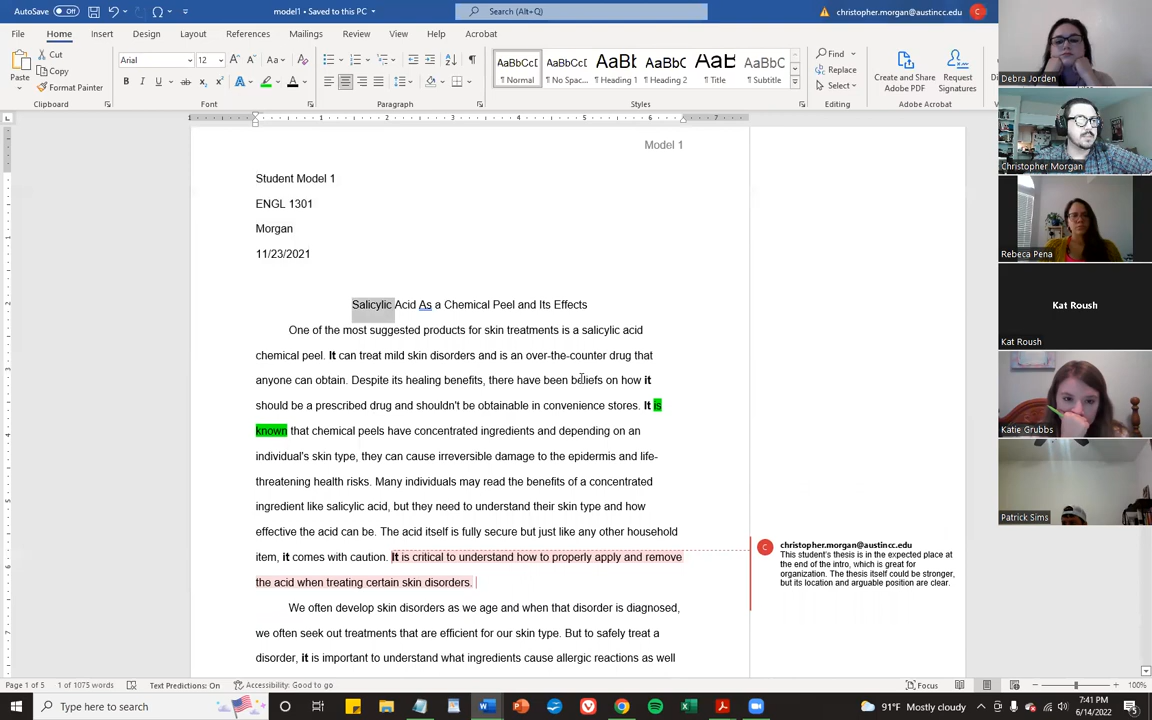 AutoSave Off model1 • Saved to this PC Search (Alt+Q) christopher.morgan@austincc.edu C
File Home Insert Design Layout References Mailings Review View Help Acrobat
Paste Cut Copy Format Painter
Arial 12 A A Aa
B I U ab x A
AaBbCcI AaBbCcI AaBbC AaBbCc AaB AaBbCc
¶ Normal ¶ No Spac... Heading 1 Heading 2 Title Subtitle
Find Replace Select
Create and Share Adobe PDF Request Signatures
Clipboard Font Paragraph Styles Editing Adobe Acrobat
1 1 2 3 4 5 6 7
Model 1
Student Model 1
ENGL 1301
Morgan
11/23/2021
Salicylic Acid As a Chemical Peel and Its Effects
One of the most suggested products for skin treatments is a salicylic acid
chemical peel. It can treat mild skin disorders and is an over-the-counter drug that
anyone can obtain. Despite its healing benefits, there have been beliefs on how it
should be a prescribed drug and shouldn't be obtainable in convenience stores. It is
known that chemical peels have concentrated ingredients and depending on an
individual's skin type, they can cause irreversible damage to the epidermis and life-
threatening health risks. Many individuals may read the benefits of a concentrated
ingredient like salicylic acid, but they need to understand their skin type and how
effective the acid can be. The acid itself is fully secure but just like any other household
item, it comes with caution. It is critical to understand how to properly apply and remove
the acid when treating certain skin disorders.
We often develop skin disorders as we age and when that disorder is diagnosed,
we often seek out treatments that are efficient for our skin type. But to safely treat a
disorder, it is important to understand what ingredients cause allergic reactions as well
C christopher.morgan@austincc.edu
This student's thesis is in the expected place at
the end of the intro, which is great for
organization. The thesis itself could be stronger,
but its location and arguable position are clear.
Debra Jorden
Christopher Morgan
Rebeca Pena
Kat Roush
Kat Roush
Katie Grubbs
Patrick Sims
Page 1 of 5 1 of 1075 words Text Predictions: On Accessibility: Good to go Focus 100%
Type here to search 91°F Mostly cloudy 7:41 PM
6/14/2022